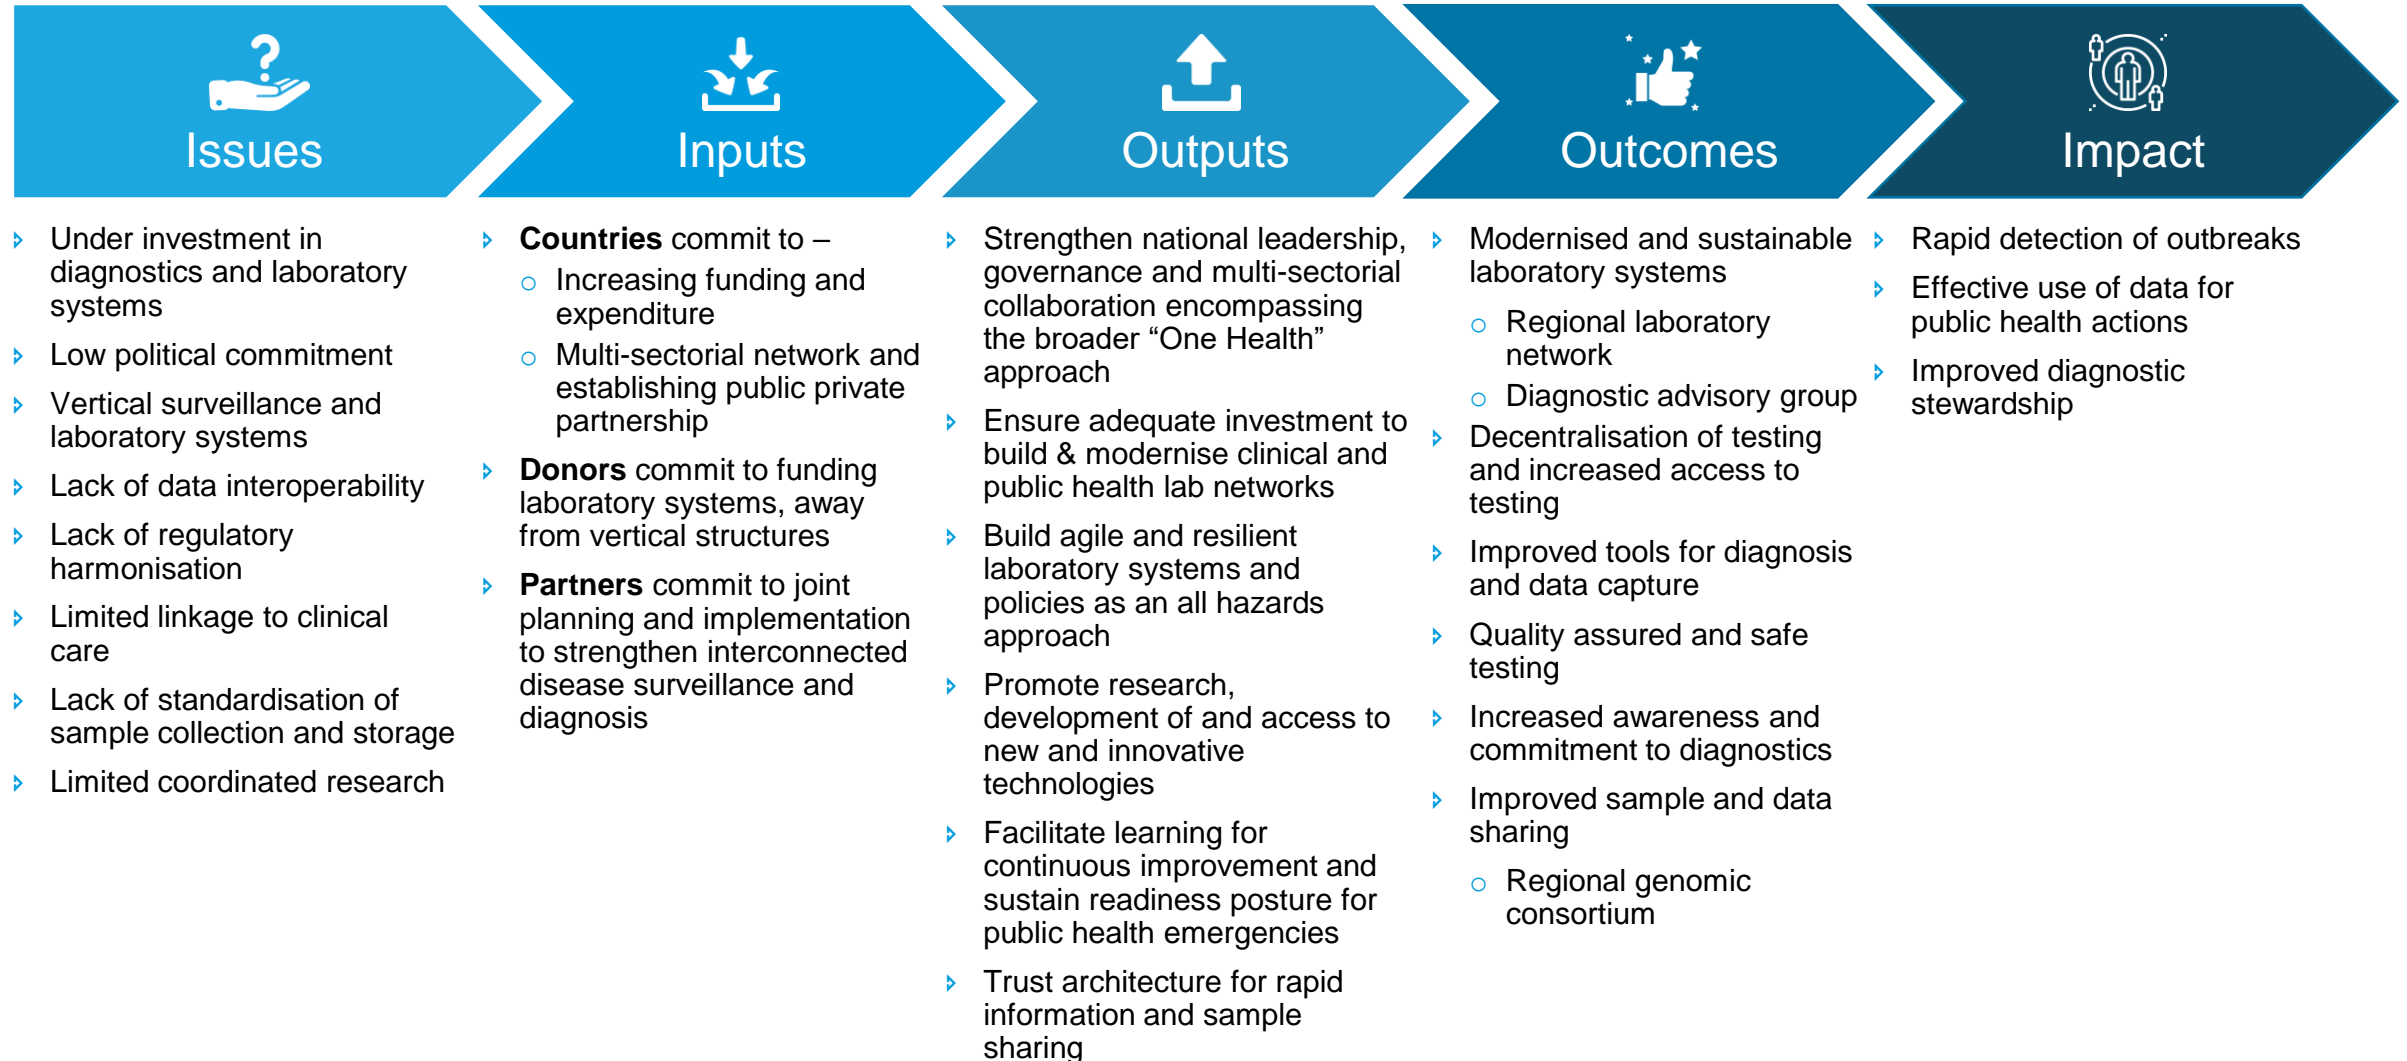 Issues
Inputs
Outputs
Outcomes
Impact
Under investment in
diagnostics and laboratory
systems
Low political commitment
Vertical surveillance and
laboratory systems
Lack of data interoperability
Lack of regulatory
harmonisation
Limited linkage to clinical
care
Lack of standardisation of
sample collection and storage
Limited coordinated research
Countries commit to –
Increasing funding and
expenditure
Multi-sectorial network and
establishing public private
partnership
Donors commit to funding
laboratory systems, away
from vertical structures
Partners commit to joint
planning and implementation
to strengthen interconnected
disease surveillance and
diagnosis
Strengthen national leadership,
governance and multi-sectorial
collaboration encompassing
the broader “One Health”
approach
Ensure adequate investment to
build & modernise clinical and
public health lab networks
Build agile and resilient
laboratory systems and
policies as an all hazards
approach
Promote research,
development of and access to
new and innovative
technologies
Facilitate learning for
continuous improvement and
sustain readiness posture for
public health emergencies
Trust architecture for rapid
information and sample
sharing
Modernised and sustainable
laboratory systems
Regional laboratory
network
Diagnostic advisory group
Decentralisation of testing
and increased access to
testing
Improved tools for diagnosis
and data capture
Quality assured and safe
testing
Increased awareness and
commitment to diagnostics
Improved sample and data
sharing
Regional genomic
consortium
Rapid detection of outbreaks
Effective use of data for
public health actions
Improved diagnostic
stewardship